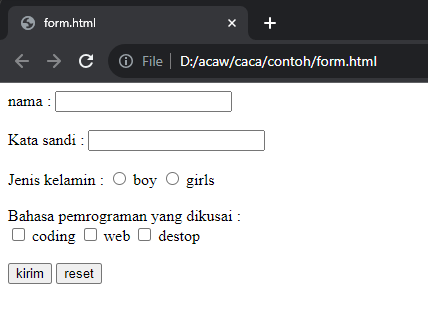 form.html
File D:/acaw/caca/contoh/form.html
nama :
Kata sandi :
Jenis kelamin : boy girls
Bahasa pemrograman yang dikusai :
coding web destop
kirim reset